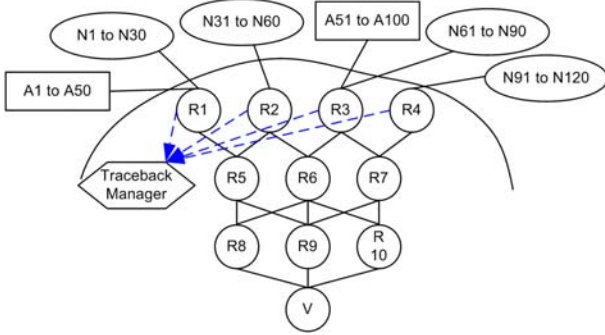 N1 to N30
N31 to N60
A51 to A100
N61 to N90
A1 to A50
N91 to N120
R1
R2
R3
R4
Traceback
Manager
R5
R6
R7
R8
R9
R
10
V